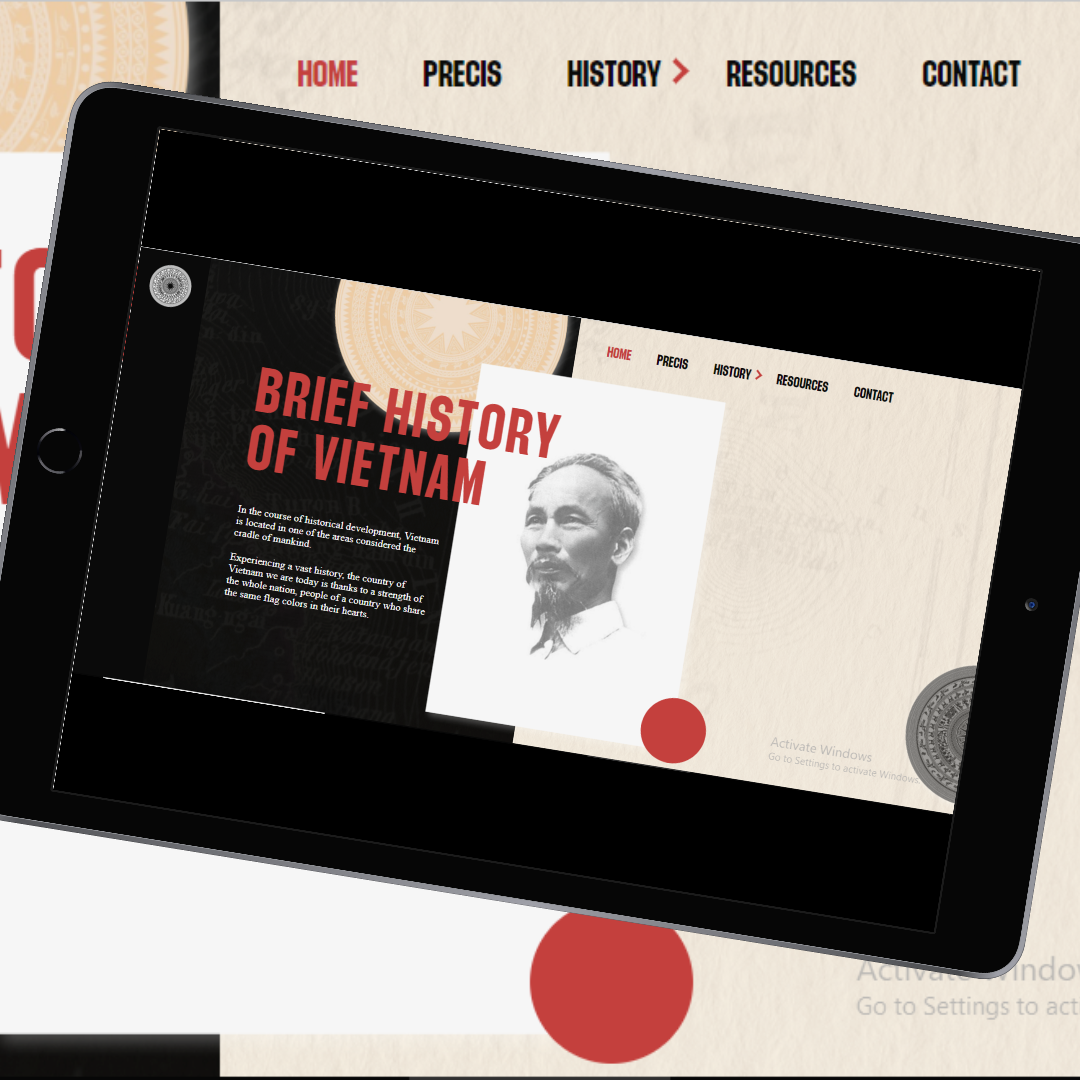 HOME PRECIS HISTORY > RESOURCES CONTACT
HOME PRECIS HISTORY > RESOURCES CONTACT
BRIEF HISTORY
OF VIETNAM
In the course of historical development, Vietnam
is located in one of the areas considered the
cradle of mankind.
Experiencing a vast history, the country of
Vietnam we are today is thanks to a strength of
the whole nation, people of a country who share
the same flag colors in their hearts.
Activate Windows
Go to Settings to activate Windows.
Activate Windo
Go to Settings to acti